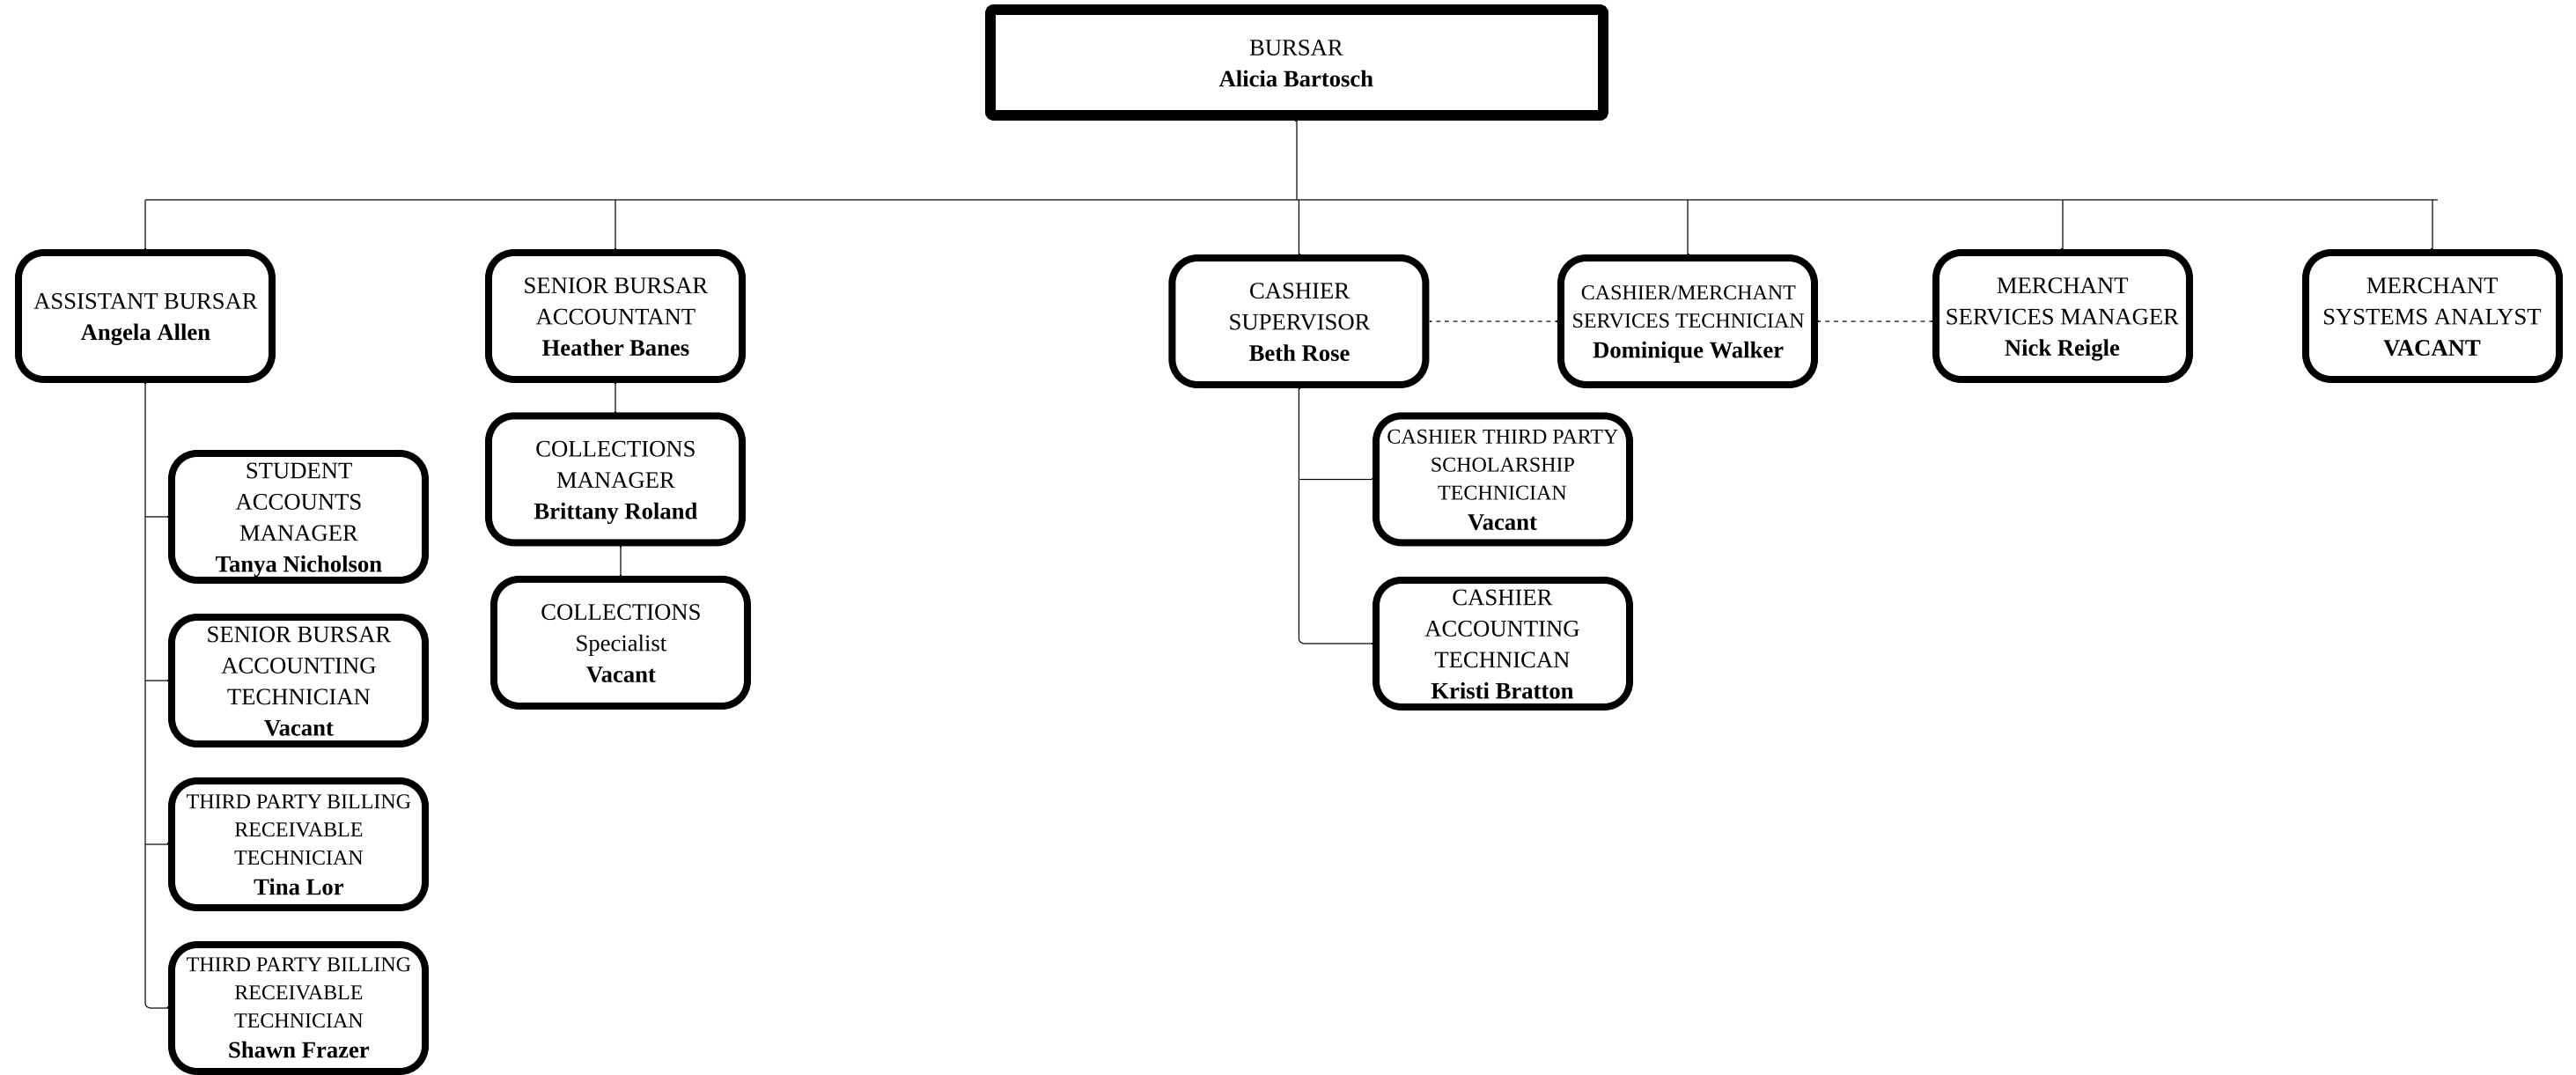 BURSAR
Alicia Bartosch
ASSISTANT BURSAR
Angela Allen
SENIOR BURSAR
ACCOUNTANT
Heather Banes
CASHIER
SUPERVISOR
Beth Rose
CASHIER/MERCHANT
SERVICES TECHNICIAN
Dominique Walker
MERCHANT
SERVICES MANAGER
Nick Reigle
MERCHANT
SYSTEMS ANALYST
VACANT
STUDENT
ACCOUNTS
MANAGER
Tanya Nicholson
SENIOR BURSAR
ACCOUNTING
TECHNICIAN
Vacant
THIRD PARTY BILLING
RECEIVABLE
TECHNICIAN
Tina Lor
THIRD PARTY BILLING
RECEIVABLE
TECHNICIAN
Shawn Frazer
COLLECTIONS
MANAGER
Brittany Roland
COLLECTIONS
Specialist
Vacant
CASHIER THIRD PARTY
SCHOLARSHIP
TECHNICIAN
Vacant
CASHIER
ACCOUNTING
TECHNICAN
Kristi Bratton